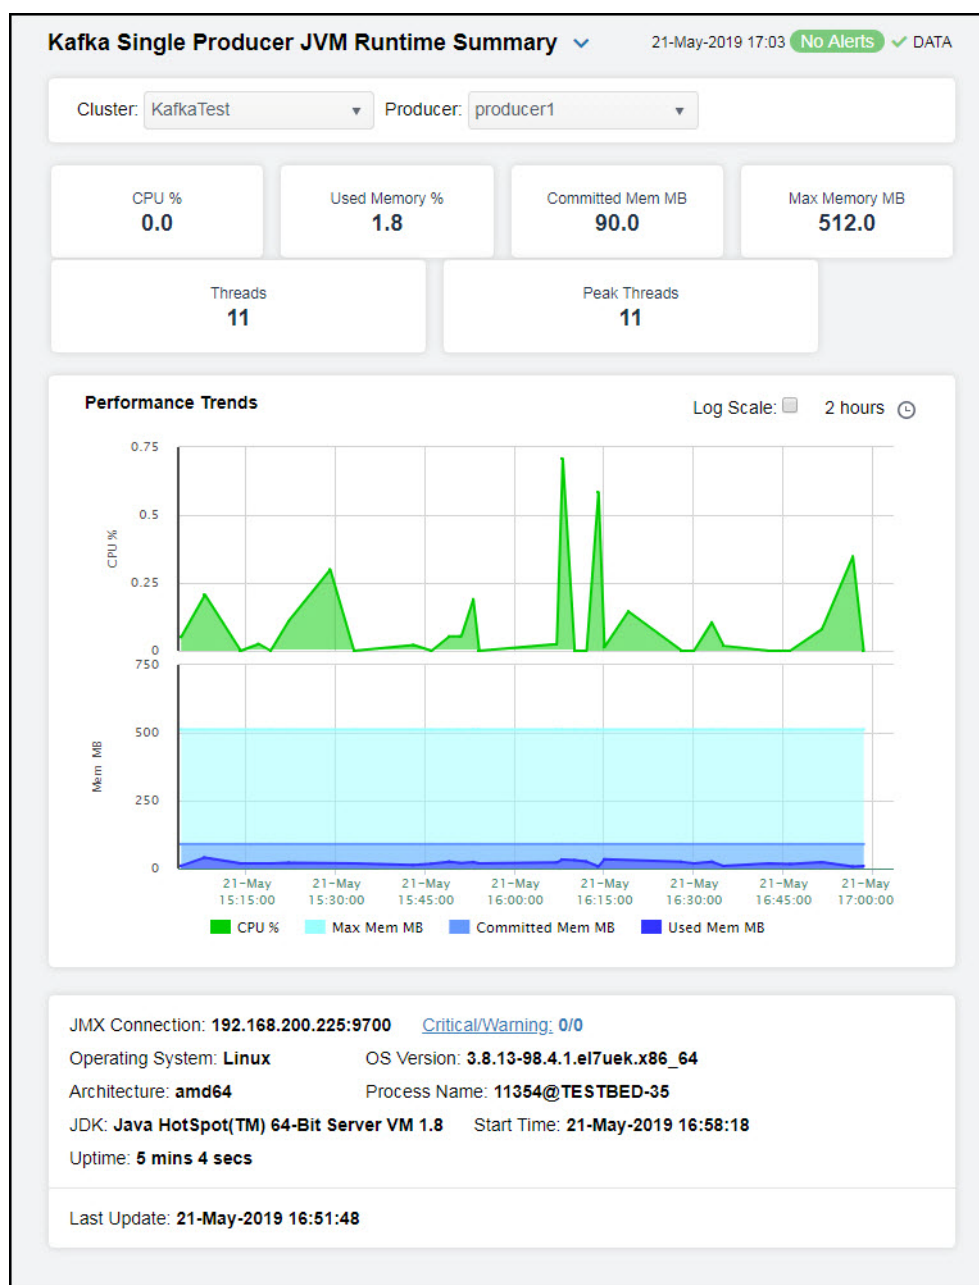 Kafka Single Producer JVM Runtime Summary 21-May-2019 17:03 No Alerts DATA
Cluster: KafkaTest Producer: producer1
CPU % Used Memory % Committed Mem MB Max Memory MB
0.0 1.8 90.0 512.0
Threads Peak Threads
11 11
Performance Trends Log Scale: 2 hours
0.75
0.5
CPU %
0.25
0
750
500
Mem MB
250
0
21-May 21-May 21-May 21-May 21-May 21-May 21-May 21-May
15:15:00 15:30:00 15:45:00 16:00:00 16:15:00 16:30:00 16:45:00 17:00:00
CPU % Max Mem MB Committed Mem MB Used Mem MB
JMX Connection: 192.168.200.225:9700 Critical/Warning: 0/0
Operating System: Linux OS Version: 3.8.13-98.4.1.el7uek.x86_64
Architecture: amd64 Process Name: 11354@TESTBED-35
JDK: Java HotSpot(TM) 64-Bit Server VM 1.8 Start Time: 21-May-2019 16:58:18
Uptime: 5 mins 4 secs
Last Update: 21-May-2019 16:51:48